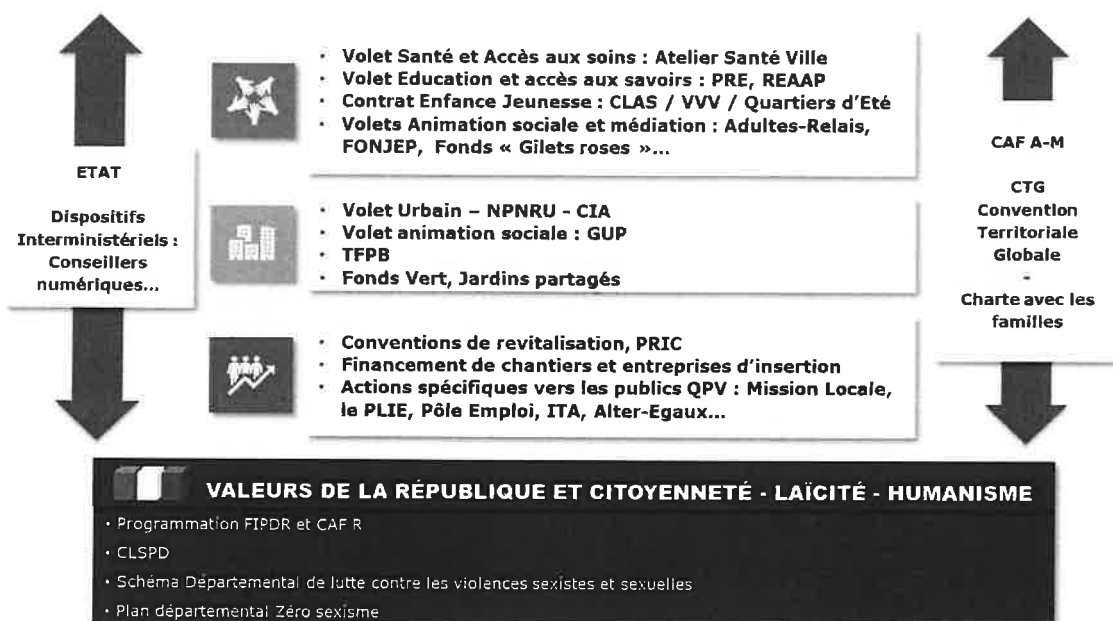 ETAT
Dispositifs
Interministériels :
Conseillers
numériques...
· Volet Santé et Accès aux soins : Atelier Santé Ville
· Volet Education et accès aux savoirs : PRE, REAAP
· Contrat Enfance Jeunesse : CLAS / VVV / Quartiers d'Eté
· Volets Animation sociale et médiation : Adultes-Relais,
FONJEP, Fonds « Gilets roses »...
· Volet Urbain – NPNRU - CIA
· Volet animation sociale : GUP
· TFPB
· Fonds Vert, Jardins partagés
· Conventions de revitalisation, PRIC
· Financement de chantiers et entreprises d'insertion
· Actions spécifiques vers les publics QPV : Mission Locale,
le PLIE, Pôle Emploi, ITA, Alter-Egaux...
CAF A-M
CTG
Convention
Territoriale
Globale
-
Charte avec les
familles
VALEURS DE LA RÉPUBLIQUE ET CITOYENNETÉ - LAÏCITÉ - HUMANISME
· Programmation FIPDR et CAF R
· CLSPD
· Schéma Départemental de lutte contre les violences sexistes et sexuelles
· Plan départemental Zéro sexisme